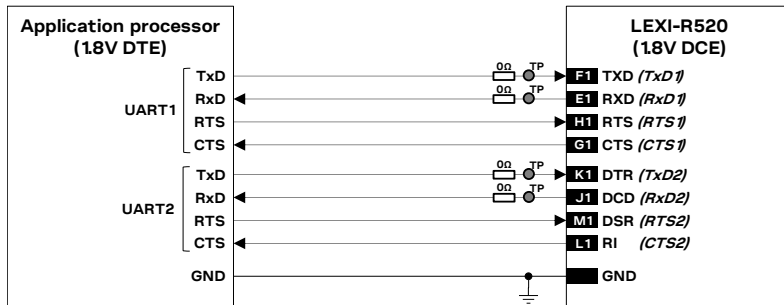 Application processor
(1.8V DTE)
LEXI-R520
(1.8V DCE)
UART1
TxD 0Ω TP F1 TXD (TxD1)
RxD 0Ω TP E1 RXD (RxD1)
RTS H1 RTS (RTS1)
CTS G1 CTS (CTS1)
UART2
TxD 0Ω TP K1 DTR (TxD2)
RxD 0Ω TP J1 DCD (RxD2)
RTS M1 DSR (RTS2)
CTS L1 RI (CTS2)
GND GND